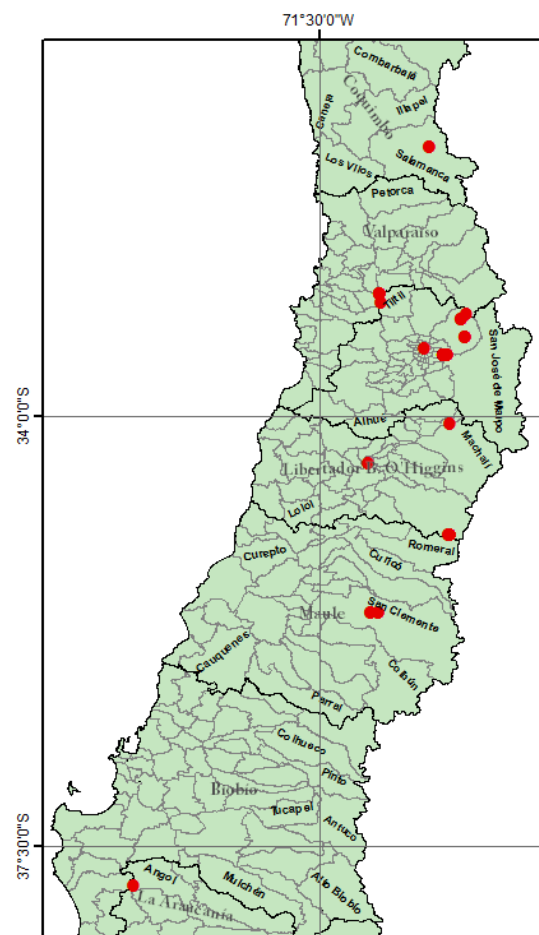 71°30'0"W
Combarbalá
Canela
Coquimbo
Illapel
Los Vilos
Salamanca
Petorca
Valparaíso
Tiltil
San José de Maipo
34°0'0"S
Alhué
Machalí
Libertador B. O'Higgins
Lolol
Romeral
Curepto
Curicó
San Clemente
Maule
Cauquenes
Colbún
Parral
Coihueco
Pinto
Biobío
Tucapel
Antuco
37°30'0"S
Angol
Mulchén
Alto Biobío
La Araucanía